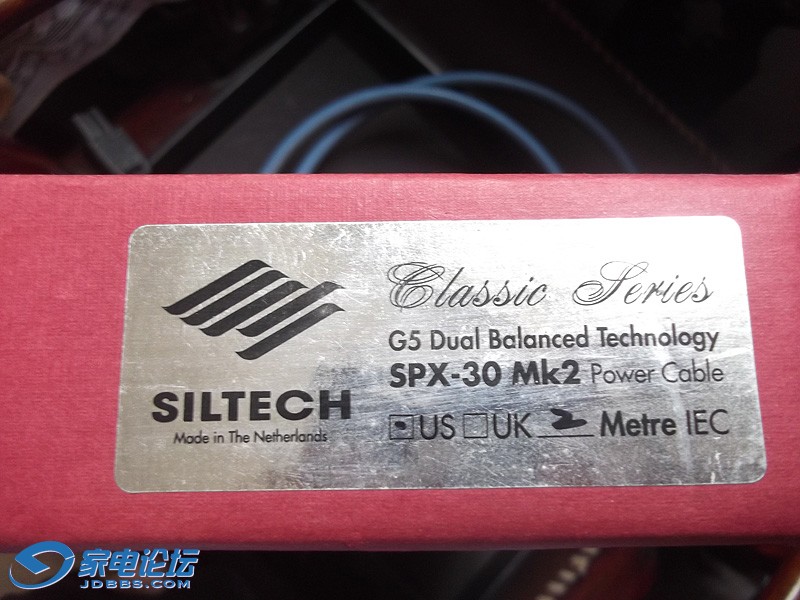 Classic Series
G5 Dual Balanced Technology
SPX-30 Mk2 Power Cable
US UK 2 Metre IEC
SILTECH
Made in The Netherlands
家电论坛
JDBBS.COM